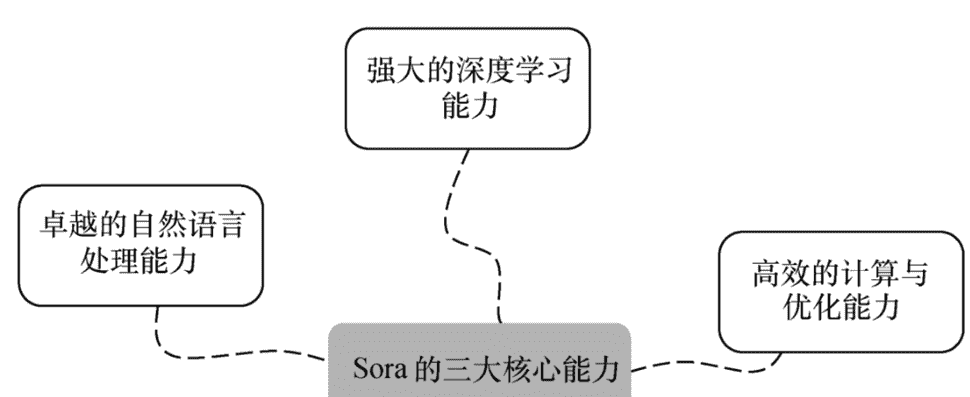 强大的深度学习
能力
卓越的自然语言
处理能力
高效的计算与
优化能力
Sora 的三大核心能力